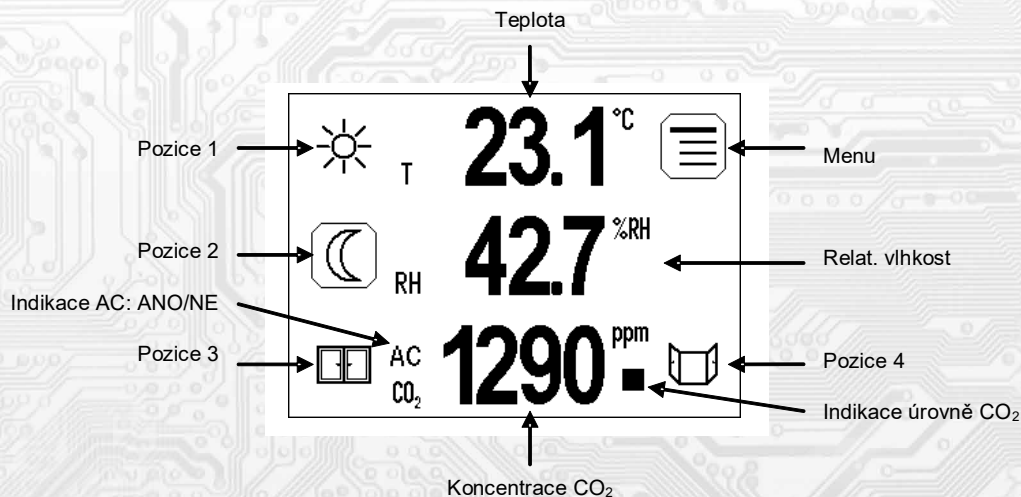 Teplota
Pozice 1
T
23.1 °C
Menu
Pozice 2
RH
42.7 %RH
Relat. vlhkost
Indikace AC: ANO/NE
Pozice 3
AC
CO₂
1290 ppm
Pozice 4
Indikace úrovně CO₂
Koncentrace CO₂